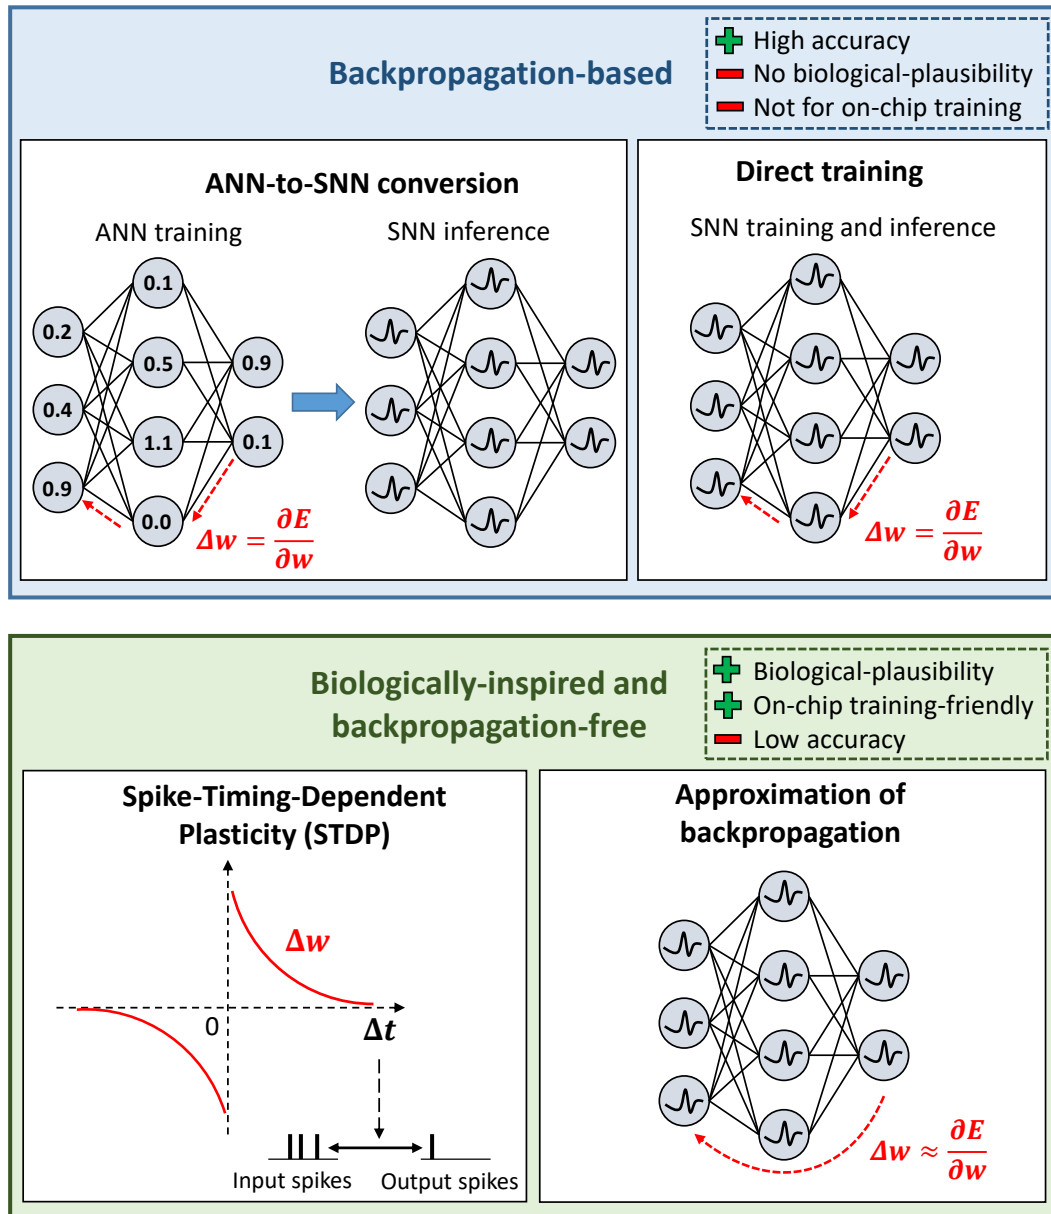 Backpropagation-based
High accuracy
No biological-plausibility
Not for on-chip training
ANN-to-SNN conversion
ANN training
SNN inference
0.1
0.2
0.5
0.9
0.4
1.1
0.1
0.9
0.0
Δw = ∂E/∂w
Direct training
SNN training and inference
Δw = ∂E/∂w
Biologically-inspired and
backpropagation-free
Biological-plausibility
On-chip training-friendly
Low accuracy
Spike-Timing-Dependent
Plasticity (STDP)
Δw
0
Δt
Input spikes
Output spikes
Approximation of
backpropagation
Δw ≈ ∂E/∂w